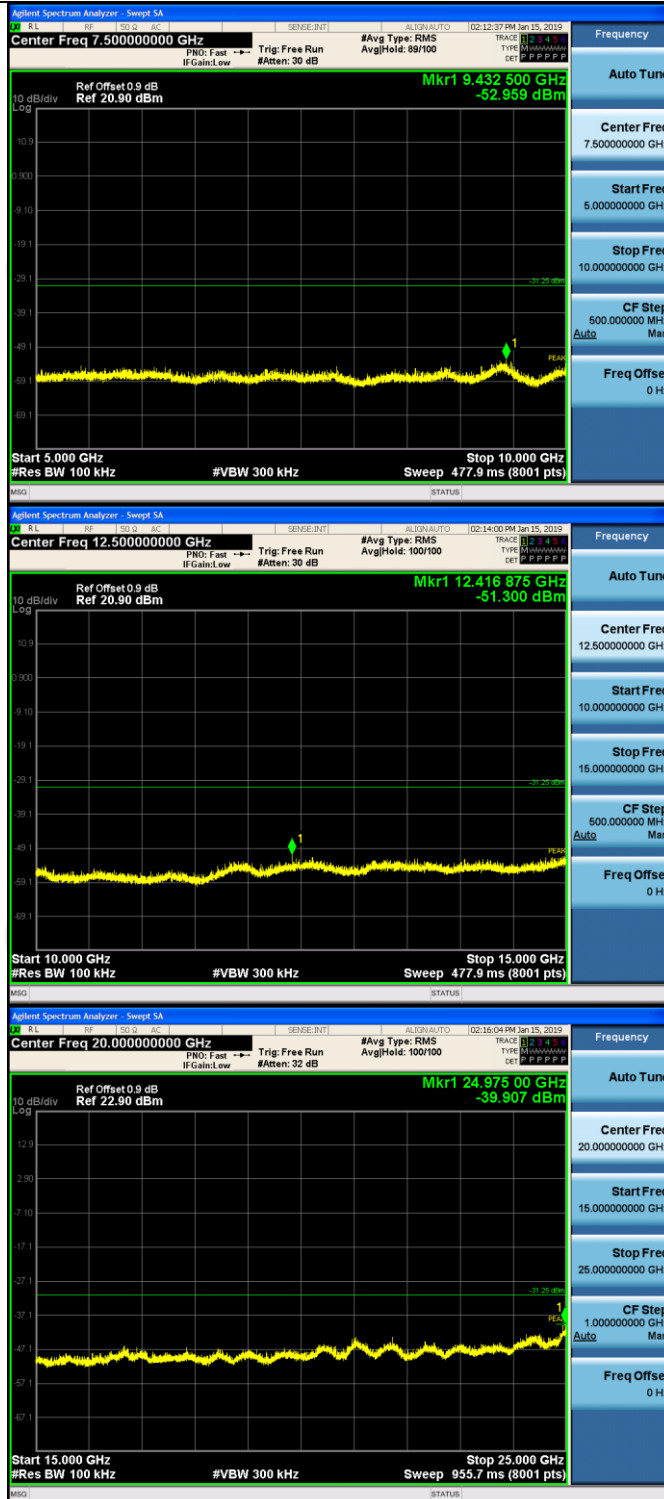 Agilent Spectrum Analyzer - Swept SA
RL RF 50 Ω AC SENSE:INT ALIGNAUTO 02:12:37 PM Jan 15, 2019
Center Freq 7.500000000 GHz
PNO: Fast Trig: Free Run #Avg Type: RMS TRACE 1 2 3 4 5 6
IFGain:Low #Atten: 30 dB Avg|Hold: 89/100 TYPE M
DET P P P P P P
Frequency
Auto Tune
Mkr1 9.432 500 GHz
-52.959 dBm
Ref Offset 0.9 dB
10 dB/div Ref 20.90 dBm
Log
10.9
0.900
-9.10
-19.1
-29.1
-31.25 dBm
-39.1
-49.1
1
PEAK
-59.1
-69.1
Center Freq
7.500000000 GH
Start Freq
5.000000000 GH
Stop Freq
10.000000000 GH
CF Step
500.000000 MH
Auto Man
Freq Offse
0 H
Start 5.000 GHz Stop 10.000 GHz
#Res BW 100 kHz #VBW 300 kHz Sweep 477.9 ms (8001 pts)
MSG STATUS
Agilent Spectrum Analyzer - Swept SA
RL RF 50 Ω AC SENSE:INT ALIGNAUTO 02:14:00 PM Jan 15, 2019
Center Freq 12.500000000 GHz
PNO: Fast Trig: Free Run #Avg Type: RMS TRACE 1 2 3 4 5 6
IFGain:Low #Atten: 30 dB Avg|Hold: 100/100 TYPE M
DET P P P P P P
Frequency
Auto Tune
Mkr1 12.416 875 GHz
-51.300 dBm
Ref Offset 0.9 dB
10 dB/div Ref 20.90 dBm
Log
10.9
0.900
-9.10
-19.1
-29.1
-31.25 dBm
-39.1
-49.1
1
PEAK
-59.1
-69.1
Center Freq
12.500000000 GH
Start Freq
10.000000000 GH
Stop Freq
15.000000000 GH
CF Step
500.000000 MH
Auto Man
Freq Offse
0 H
Start 10.000 GHz Stop 15.000 GHz
#Res BW 100 kHz #VBW 300 kHz Sweep 477.9 ms (8001 pts)
MSG STATUS
Agilent Spectrum Analyzer - Swept SA
RL RF 50 Ω AC SENSE:INT ALIGNAUTO 02:16:04 PM Jan 15, 2019
Center Freq 20.000000000 GHz
PNO: Fast Trig: Free Run #Avg Type: RMS TRACE 1 2 3 4 5 6
IFGain:Low #Atten: 32 dB Avg|Hold: 100/100 TYPE M
DET P P P P P P
Frequency
Auto Tune
Mkr1 24.975 00 GHz
-39.907 dBm
Ref Offset 0.9 dB
10 dB/div Ref 22.90 dBm
Log
12.9
2.90
-7.10
-17.1
-27.1
-31.25 dBm
-37.1
1
PEA
-47.1
-57.1
-67.1
Center Freq
20.000000000 GH
Start Freq
15.000000000 GH
Stop Freq
25.000000000 GH
CF Step
1.000000000 GH
Auto Man
Freq Offse
0 H
Start 15.000 GHz Stop 25.000 GHz
#Res BW 100 kHz #VBW 300 kHz Sweep 955.7 ms (8001 pts)
MSG STATUS